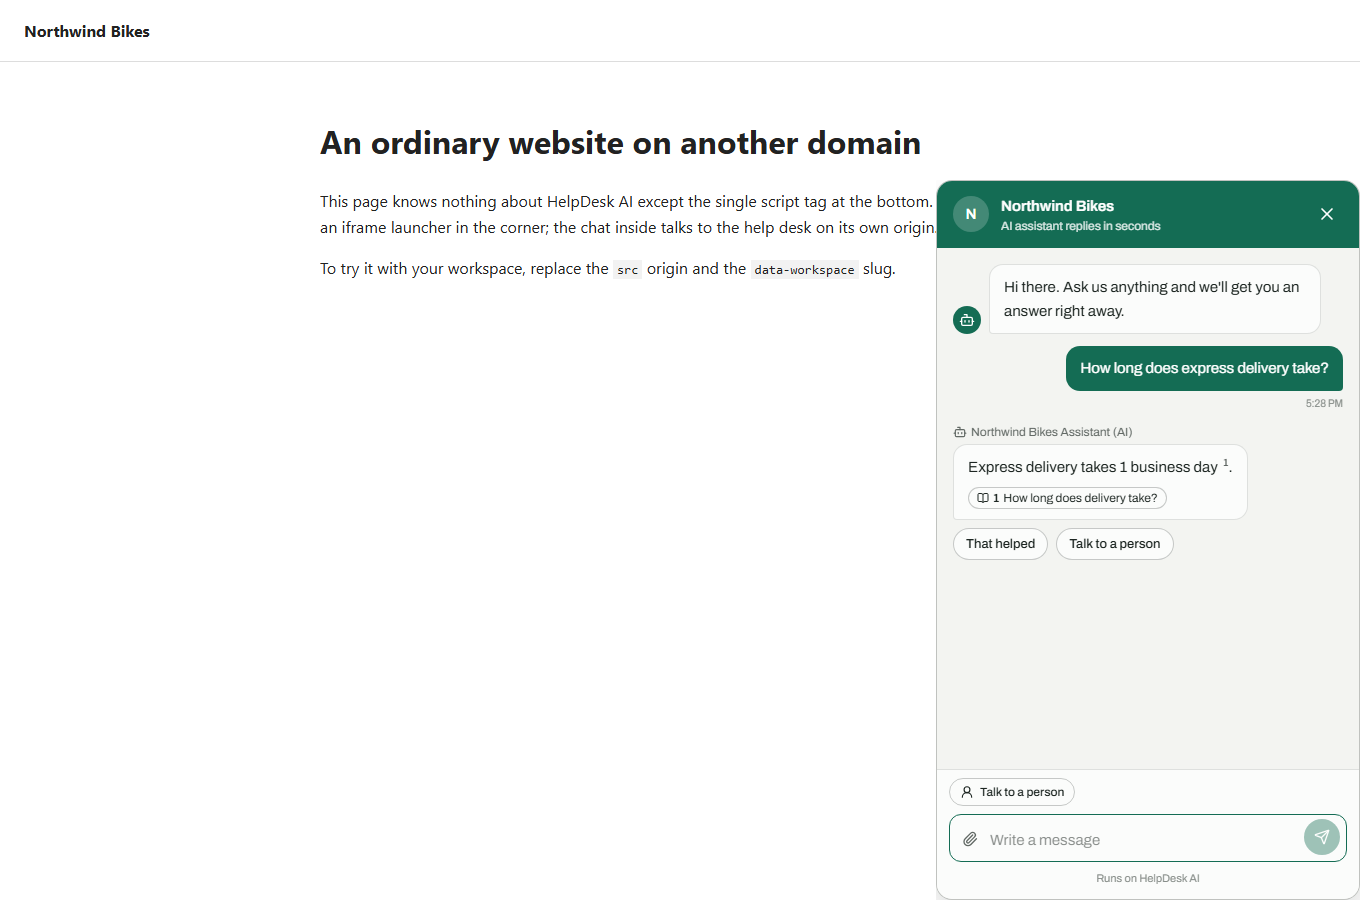 Northwind Bikes
An ordinary website on another domain
This page knows nothing about HelpDesk AI except the single script tag at the bottom.
an iframe launcher in the corner; the chat inside talks to the help desk on its own origin.
To try it with your workspace, replace the src origin and the data-workspace slug.
N
Northwind Bikes
AI assistant replies in seconds
Hi there. Ask us anything and we'll get you an
answer right away.
How long does express delivery take?
5:28 PM
Northwind Bikes Assistant (AI)
Express delivery takes 1 business day 1.
1 How long does delivery take?
That helped
Talk to a person
Talk to a person
Write a message
Runs on HelpDesk AI